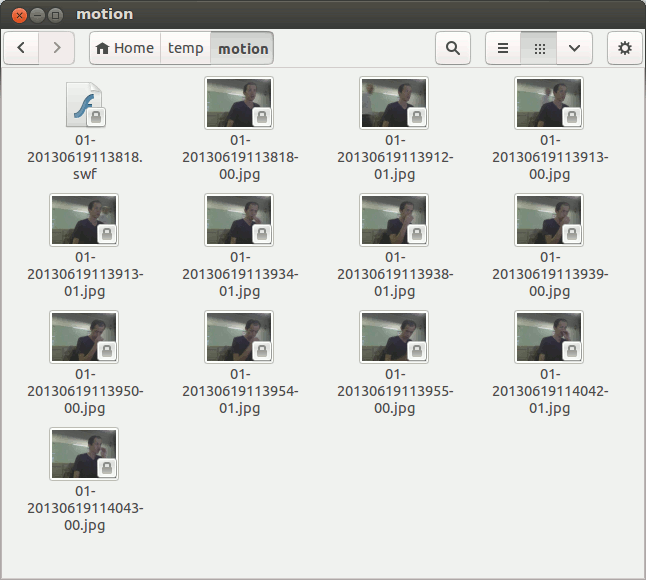 motion
Home temp motion
01-
20130619113818.
swf
01-
20130619113818-
00.jpg
01-
20130619113912-
01.jpg
01-
20130619113913-
00.jpg
01-
20130619113913-
01.jpg
01-
20130619113934-
01.jpg
01-
20130619113938-
01.jpg
01-
20130619113939-
00.jpg
01-
20130619113950-
00.jpg
01-
20130619113954-
01.jpg
01-
20130619113955-
00.jpg
01-
20130619114042-
01.jpg
01-
20130619114043-
00.jpg